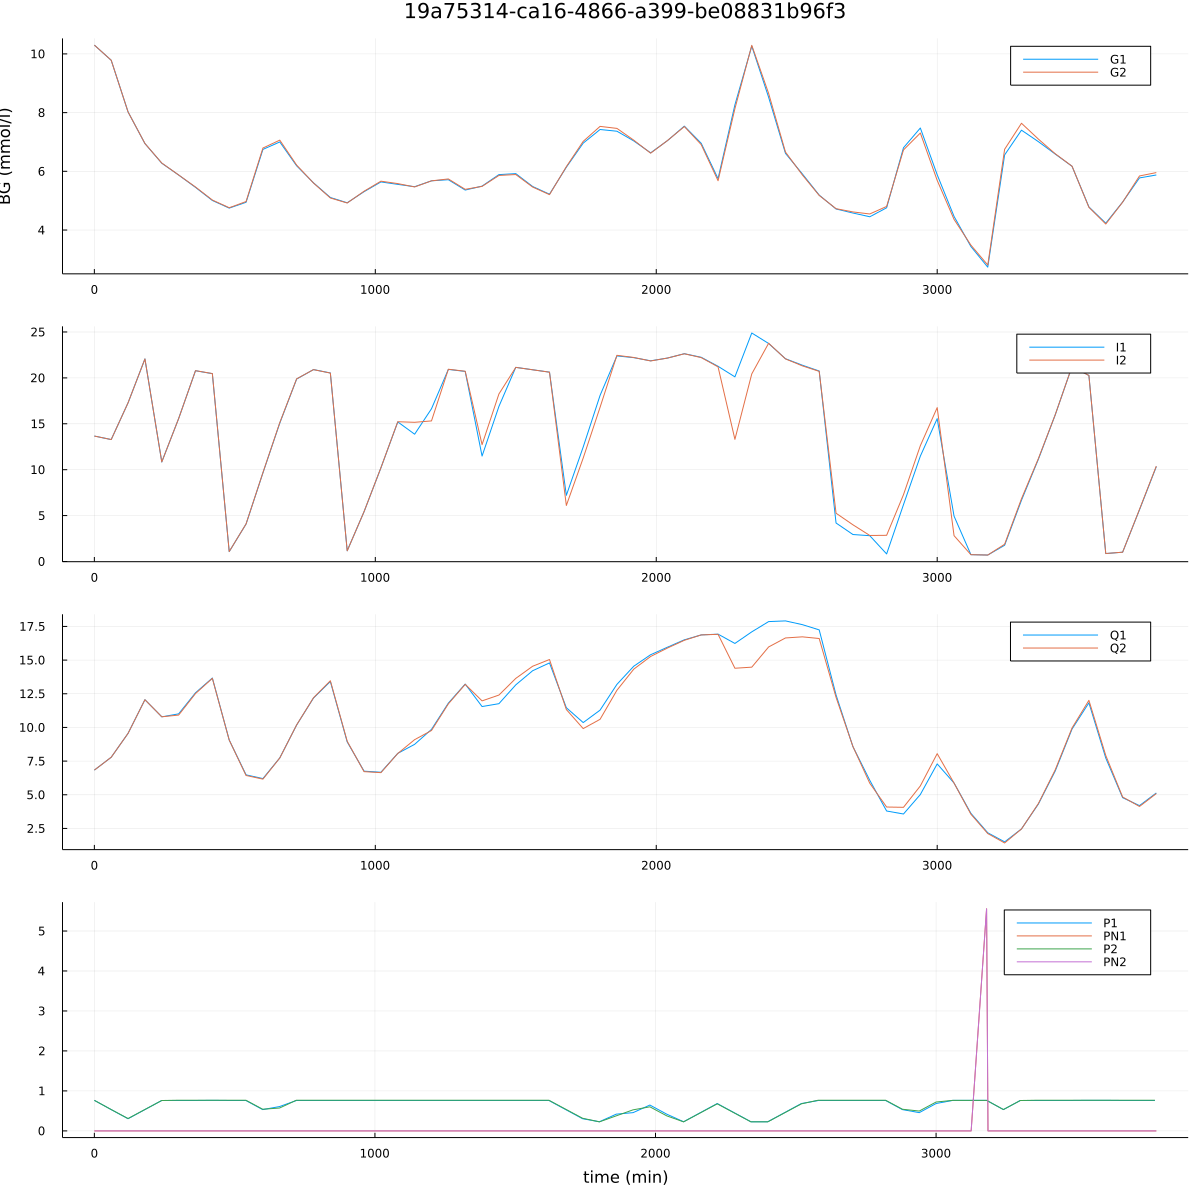 19a75314-ca16-4866-a399-be08831b96f3
10
8
6
4
BG (mmol/l)
G1
G2
0 1000 2000 3000
25
20
15
10
5
0
I1
I2
0 1000 2000 3000
17.5
15.0
12.5
10.0
7.5
5.0
2.5
Q1
Q2
0 1000 2000 3000
5
4
3
2
1
0
P1
PN1
P2
PN2
0 1000 2000 3000
time (min)